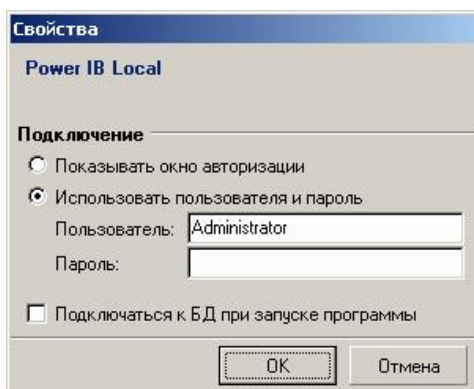 Свойства
Power IB Local
Подключение
Показывать окно авторизации
Использовать пользователя и пароль
Пользователь: Administrator
Пароль:
Подключаться к БД при запуске программы
OK Отмена